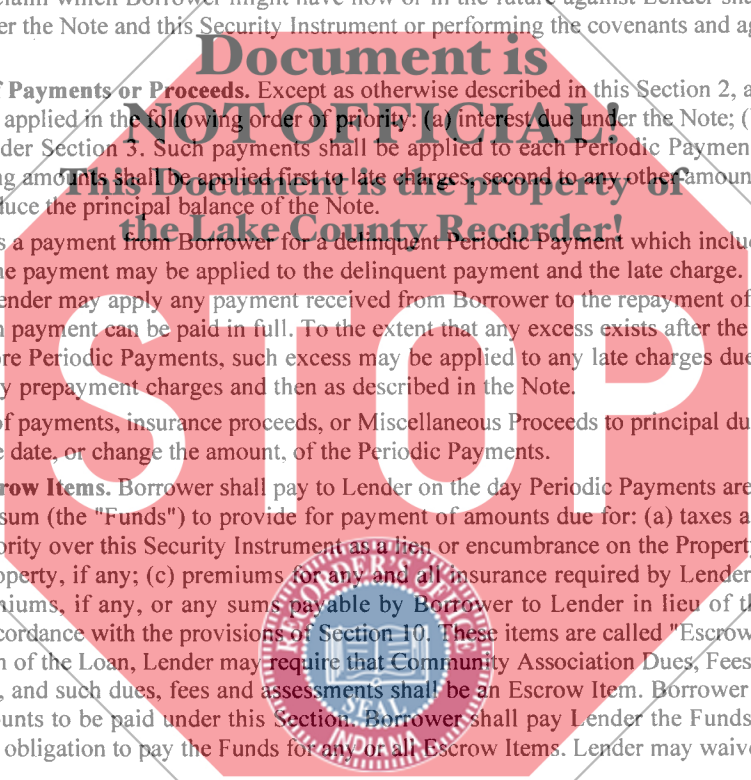 claim which Borrower might have now or in the future against Lender sha
er the Note and this Security Instrument or performing the covenants and ag
Document is
f Payments or Proceeds. Except as otherwise described in this Section 2, a
applied in the following order of priority: (a) interest due under the Note; (
NOT OFFICIAL!
der Section 3. Such payments shall be applied to each Periodic Paymen
ng amounts shall be applied first to late charges, second to any other amoun
This Document is the property of
duce the principal balance of the Note.
the Lake County Recorder!
s a payment from Borrower for a delinquent Periodic Payment which inclu
ne payment may be applied to the delinquent payment and the late charge.
ender may apply any payment received from Borrower to the repayment of
h payment can be paid in full. To the extent that any excess exists after the
ore Periodic Payments, such excess may be applied to any late charges due
y prepayment charges and then as described in the Note.
STOP
of payments, insurance proceeds, or Miscellaneous Proceeds to principal du
e date, or change the amount, of the Periodic Payments.
row Items. Borrower shall pay to Lender on the day Periodic Payments are
sum (the "Funds") to provide for payment of amounts due for: (a) taxes a
ority over this Security Instrument as a lien or encumbrance on the Property
operty, if any; (c) premiums for any and all insurance required by Lender
niums, if any, or any sums payable by Borrower to Lender in lieu of th
cordance with the provisions of Section 10. These items are called "Escrow
n of the Loan, Lender may require that Community Association Dues, Fees
, and such dues, fees and assessments shall be an Escrow Item. Borrower
unts to be paid under this Section. Borrower shall pay Lender the Funds
obligation to pay the Funds for any or all Escrow Items. Lender may waive
RECORDER'S OFFICE
SEAL
INDIANA